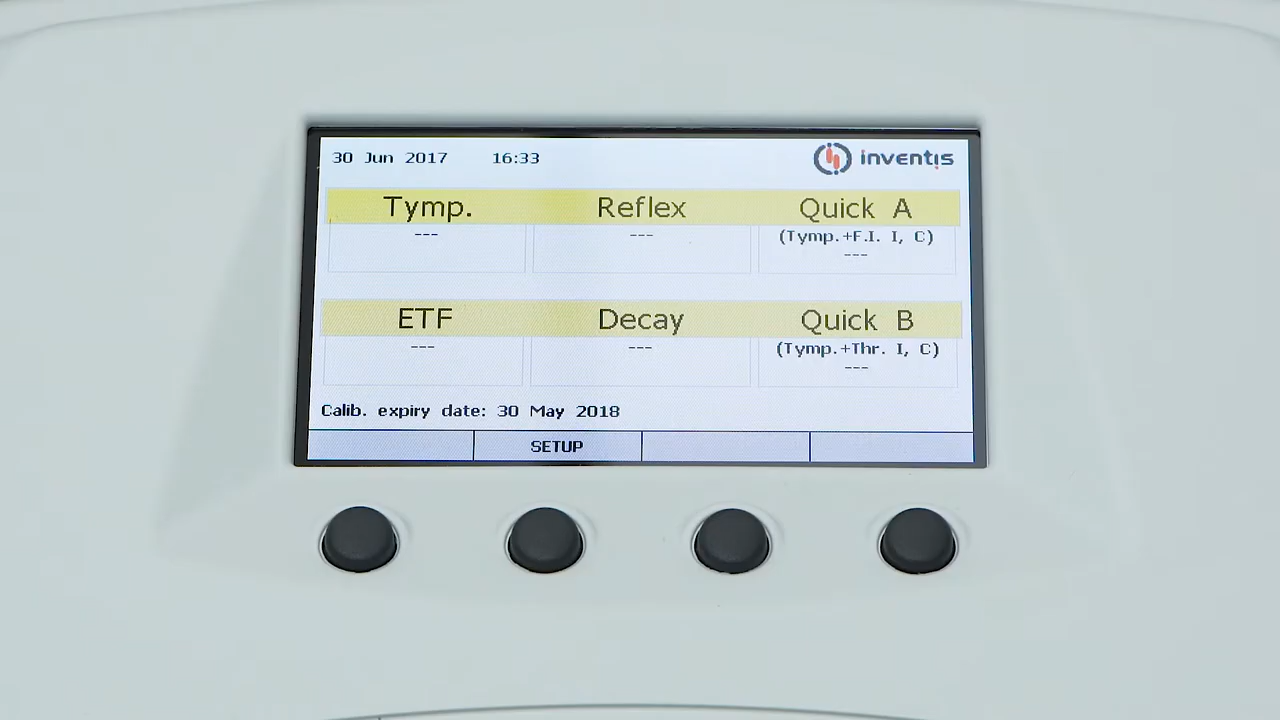 30 Jun 2017 16:33 inventis
Tymp. Reflex Quick A
--- --- (Tymp.+F.I. I, C)
---
ETF Decay Quick B
--- --- (Tymp.+Thr. I, C)
---
Calib. expiry date: 30 May 2018
SETUP